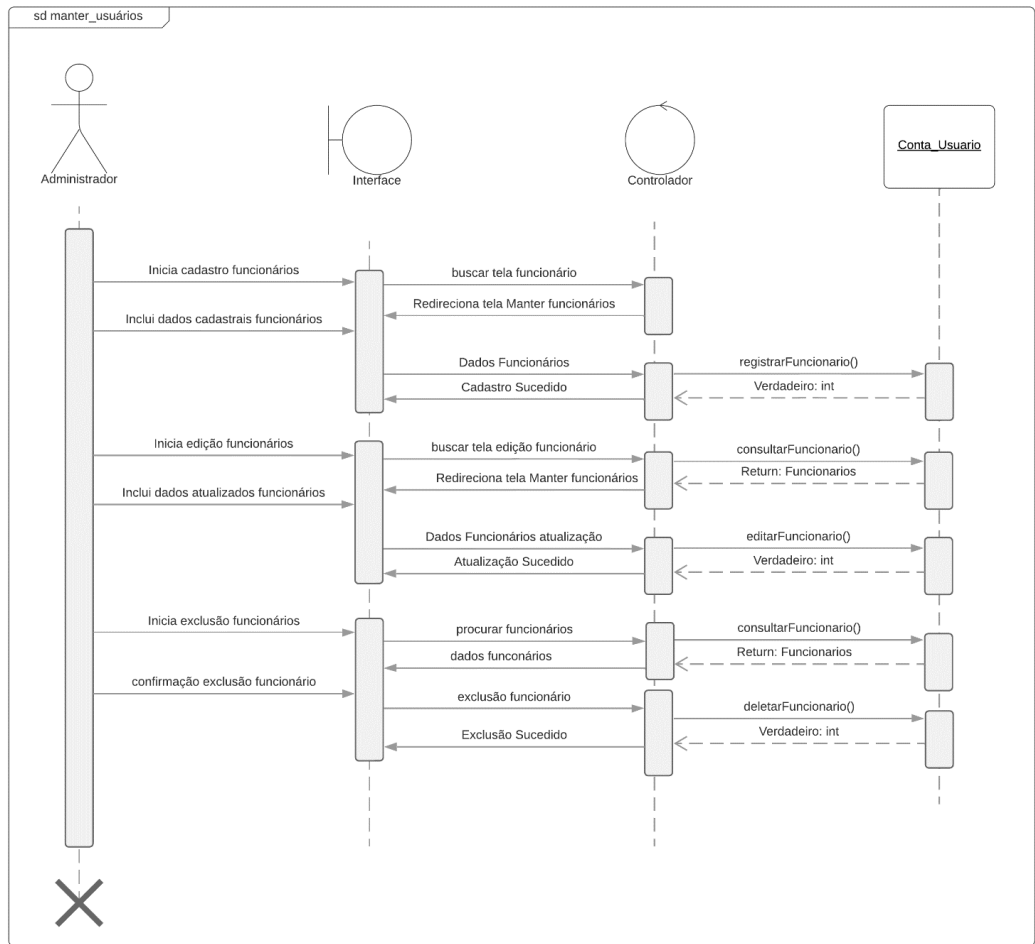 sd manter_usuários
Administrador
Interface
Controlador
Conta_Usuario
Inicia cadastro funcionários
buscar tela funcionário
Redireciona tela Manter funcionários
Inclui dados cadastrais funcionários
Dados Funcionários
registrarFuncionario()
Cadastro Sucedido
Verdadeiro: int
Inicia edição funcionários
buscar tela edição funcionário
consultarFuncionario()
Redireciona tela Manter funcionários
Return: Funcionarios
Inclui dados atualizados funcionários
Dados Funcionários atualização
editarFuncionario()
Atualização Sucedido
Verdadeiro: int
Inicia exclusão funcionários
procurar funcionários
consultarFuncionario()
dados funconários
Return: Funcionarios
confirmação exclusão funcionário
exclusão funcionário
deletarFuncionario()
Exclusão Sucedido
Verdadeiro: int